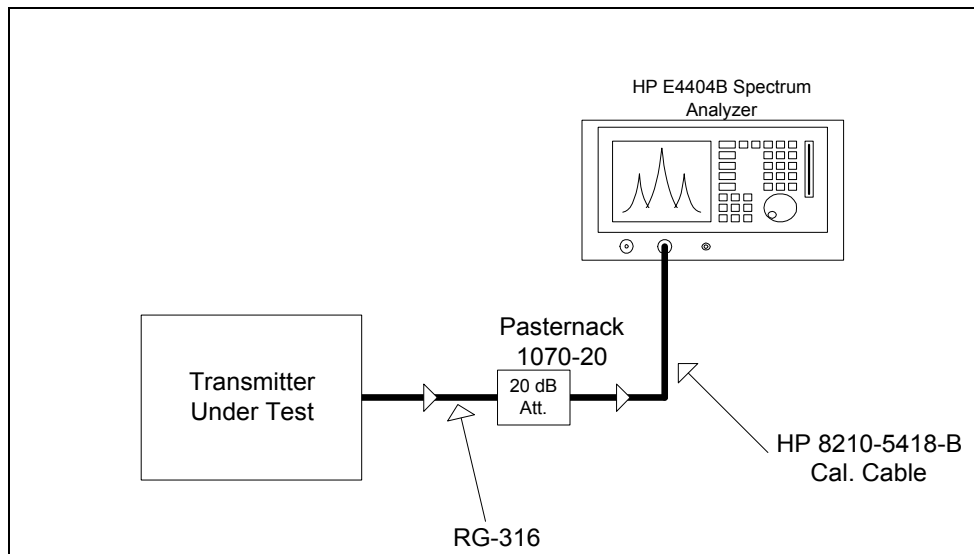 HP E4404B Spectrum
Analyzer
Pasternack
1070-20
Transmitter
Under Test
20 dB
Att.
HP 8210-5418-B
Cal. Cable
RG-316